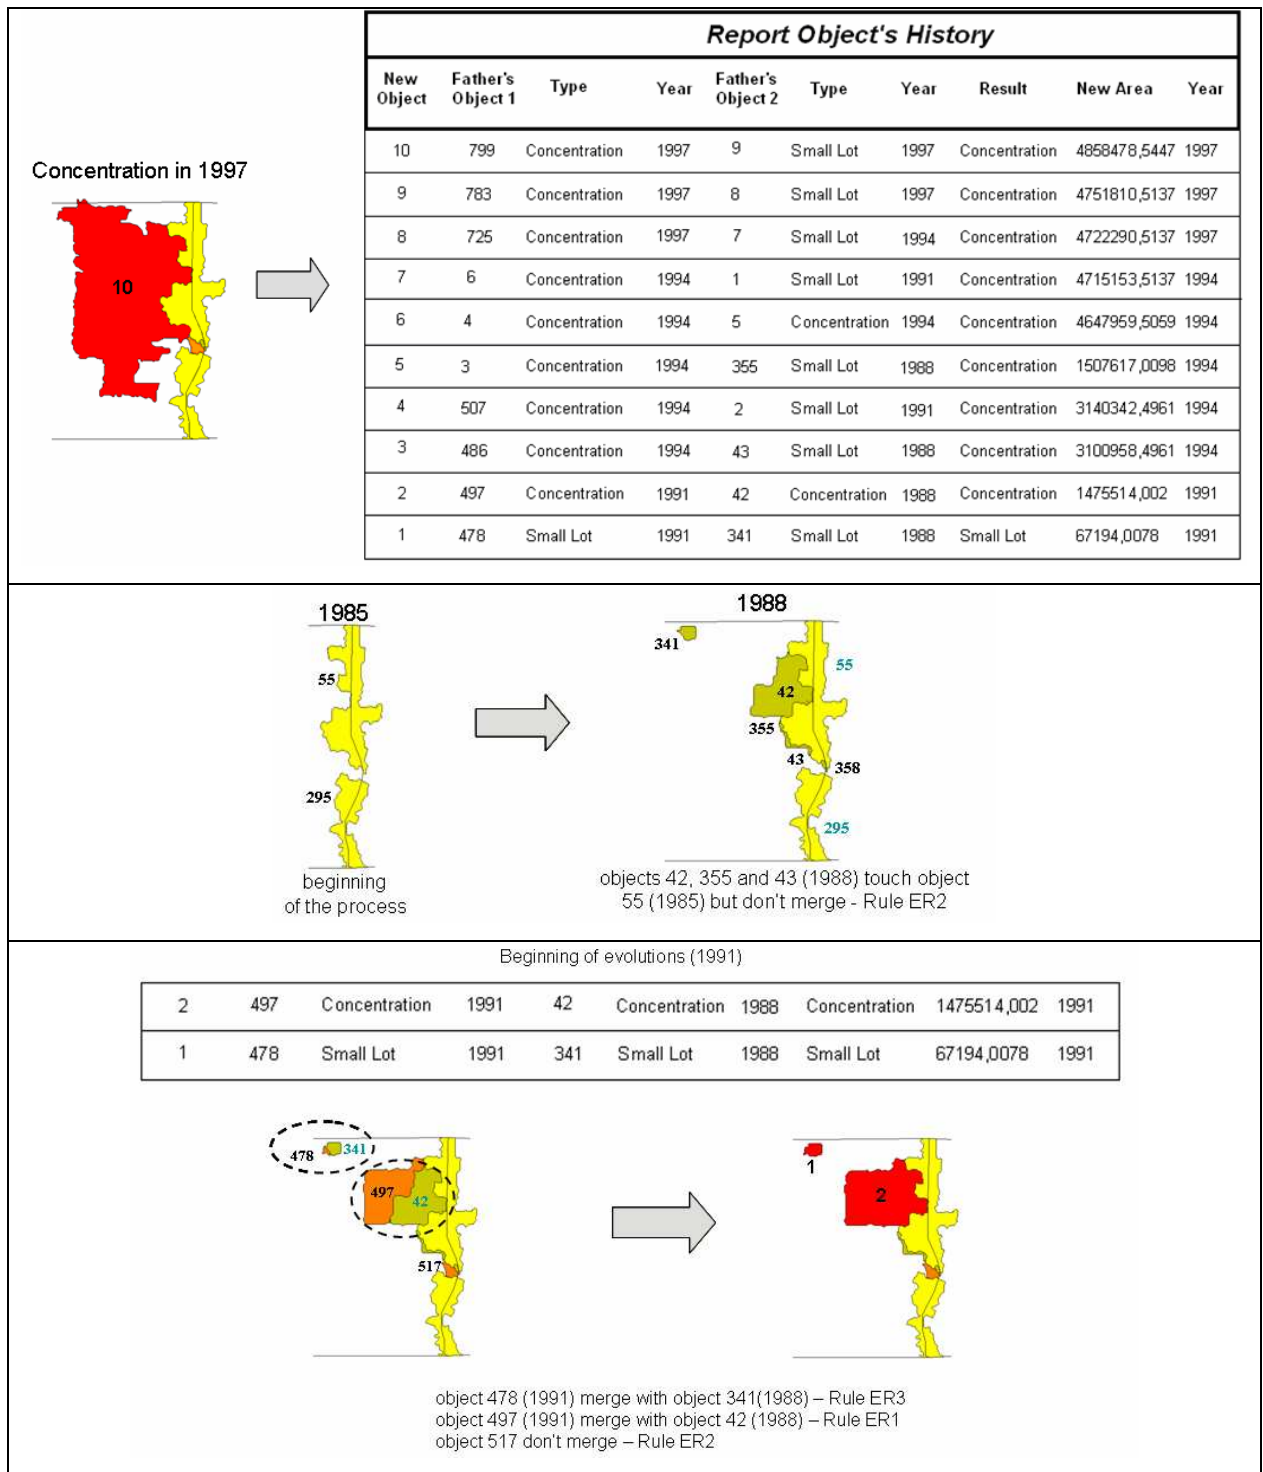 Report Object's History
New Object Father's Object 1 Type Year Father's Object 2 Type Year Result New Area Year
10 799 Concentration 1997 9 Small Lot 1997 Concentration 4858478,5447 1997
9 783 Concentration 1997 8 Small Lot 1997 Concentration 4751810,5137 1997
8 725 Concentration 1997 7 Small Lot 1994 Concentration 4722290,5137 1997
7 6 Concentration 1994 1 Small Lot 1991 Concentration 4715153,5137 1994
6 4 Concentration 1994 5 Concentration 1994 Concentration 4647959,5059 1994
5 3 Concentration 1994 355 Small Lot 1988 Concentration 1507617,0098 1994
4 507 Concentration 1994 2 Small Lot 1991 Concentration 3140342,4961 1994
3 486 Concentration 1994 43 Small Lot 1988 Concentration 3100958,4961 1994
2 497 Concentration 1991 42 Concentration 1988 Concentration 1475514,002 1991
1 478 Small Lot 1991 341 Small Lot 1988 Small Lot 67194,0078 1991
Concentration in 1997
10
1985
55
295
beginning
of the process
1988
341
55
42
355
43
358
295
objects 42, 355 and 43 (1988) touch object
55 (1985) but don't merge - Rule ER2
Beginning of evolutions (1991)
2 497 Concentration 1991 42 Concentration 1988 Concentration 1475514,002 1991
1 478 Small Lot 1991 341 Small Lot 1988 Small Lot 67194,0078 1991
478 341
497
42
517
1
2
object 478 (1991) merge with object 341(1988) – Rule ER3
object 497 (1991) merge with object 42 (1988) – Rule ER1
object 517 don't merge – Rule ER2